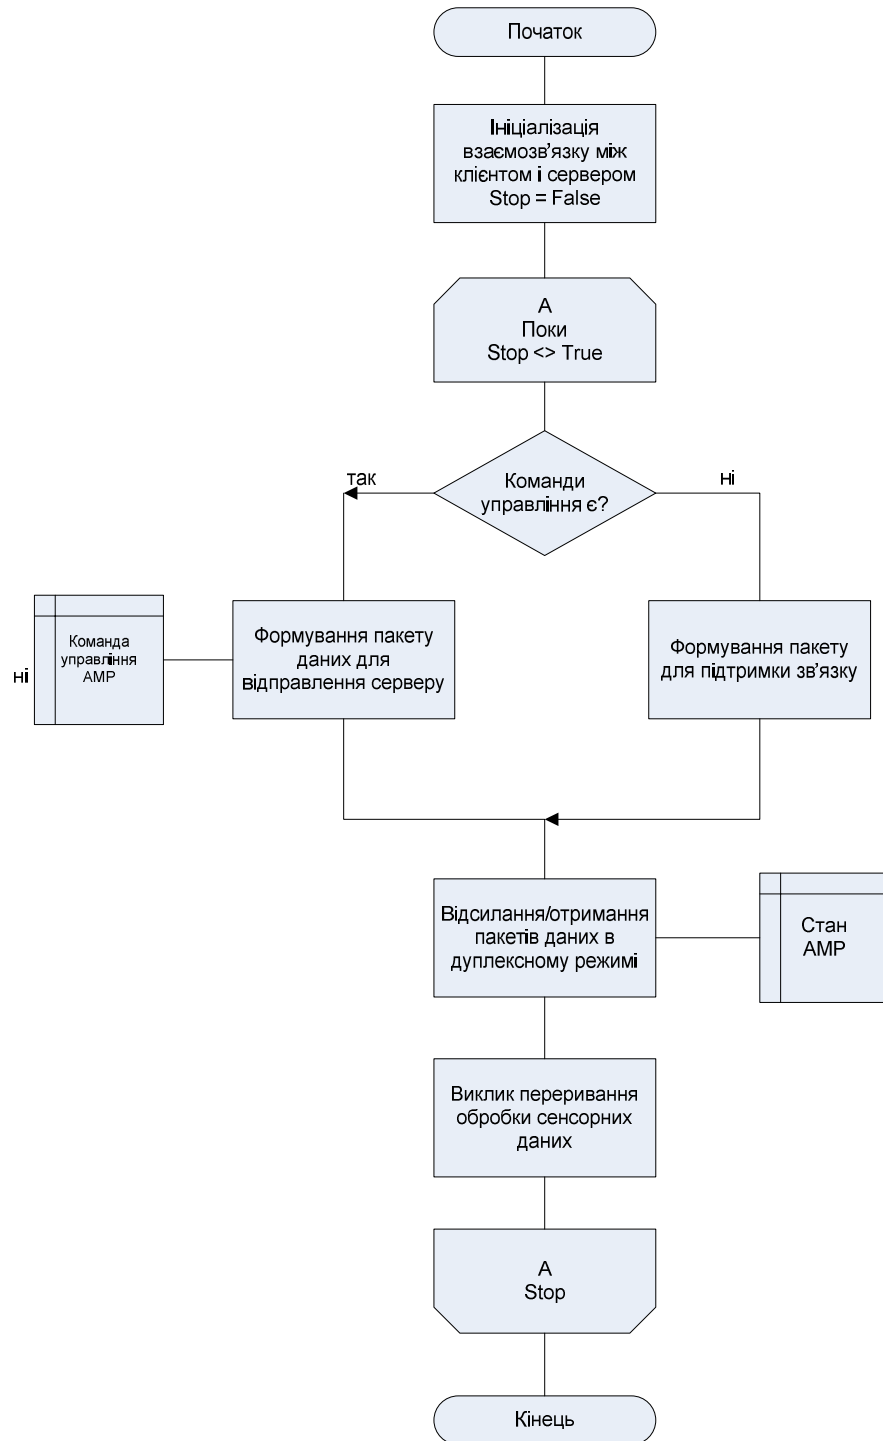 Початок
Ініціалізація
взаємозв'язку між
клієнтом і сервером
Stop = False
А
Поки
Stop <> True
Команди
управління є?
так
ні
Команда
управління
АМР
ні
Формування пакету
даних для
відправлення серверу
Формування пакету
для підтримки зв'язку
Відсилання/отримання
пакетів даних в
дуплексному режимі
Стан
АМР
Виклик переривання
обробки сенсорних
даних
А
Stop
Кінець